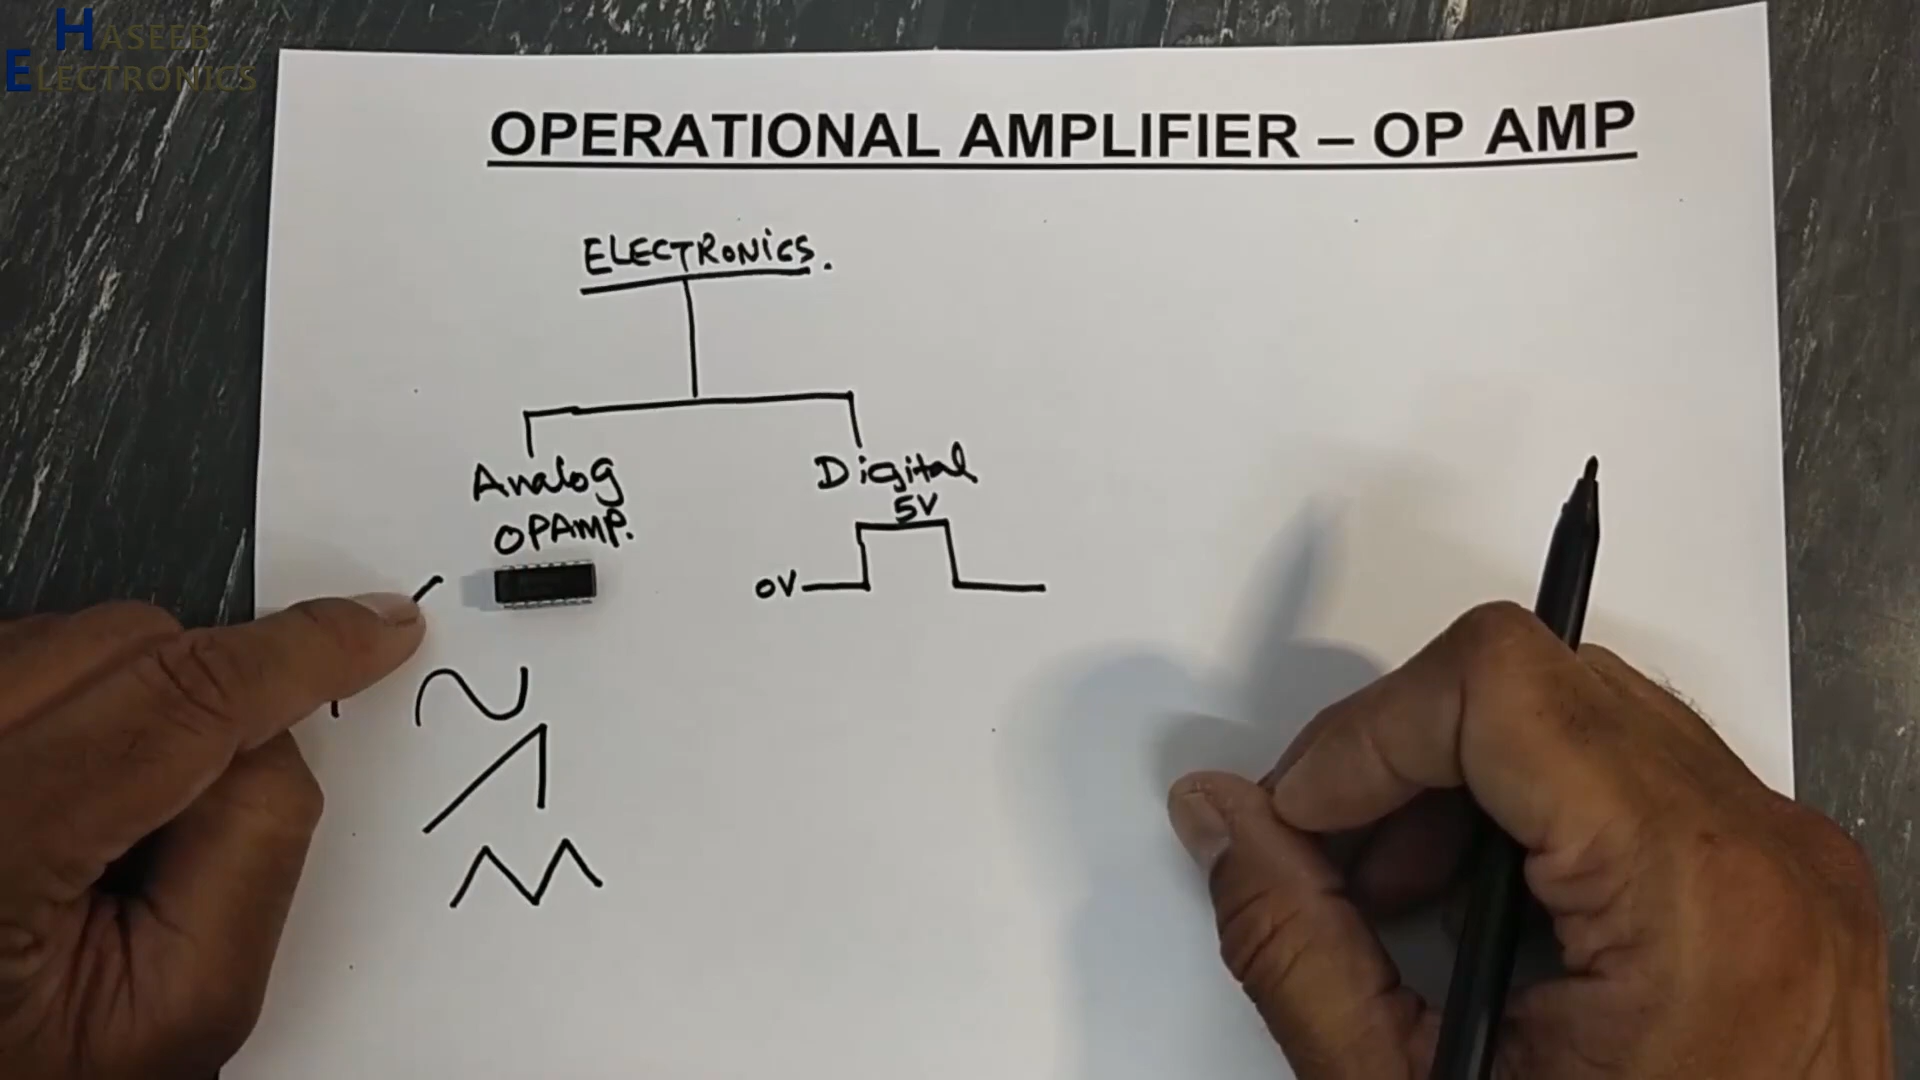 HASEEB
ELECTRONICS
OPERATIONAL AMPLIFIER – OP AMP
ELECTRONiCS.
Analog
OPAMP.
Digital
5V
0V